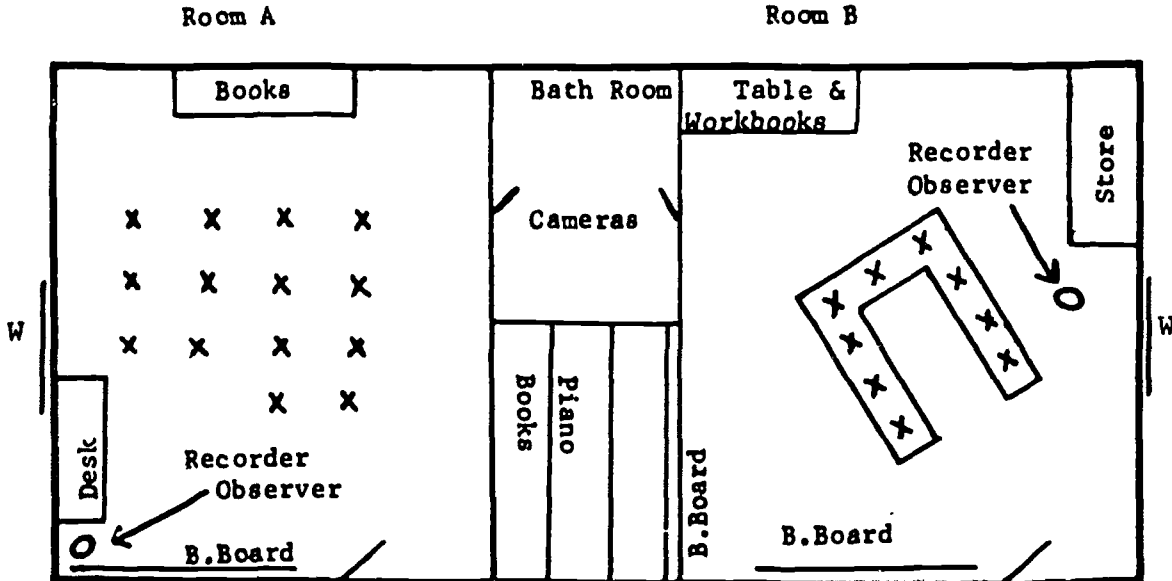 Room A
Room B
Books
Bath Room
Table &
Workbooks
Store
Recorder
Observer
Cameras
W
W
X X X X
X X X X
X X X X
X X
X X X X X X X X X
Books
Piano
Desk
Recorder
Observer
B.Board
B.Board
B.Board